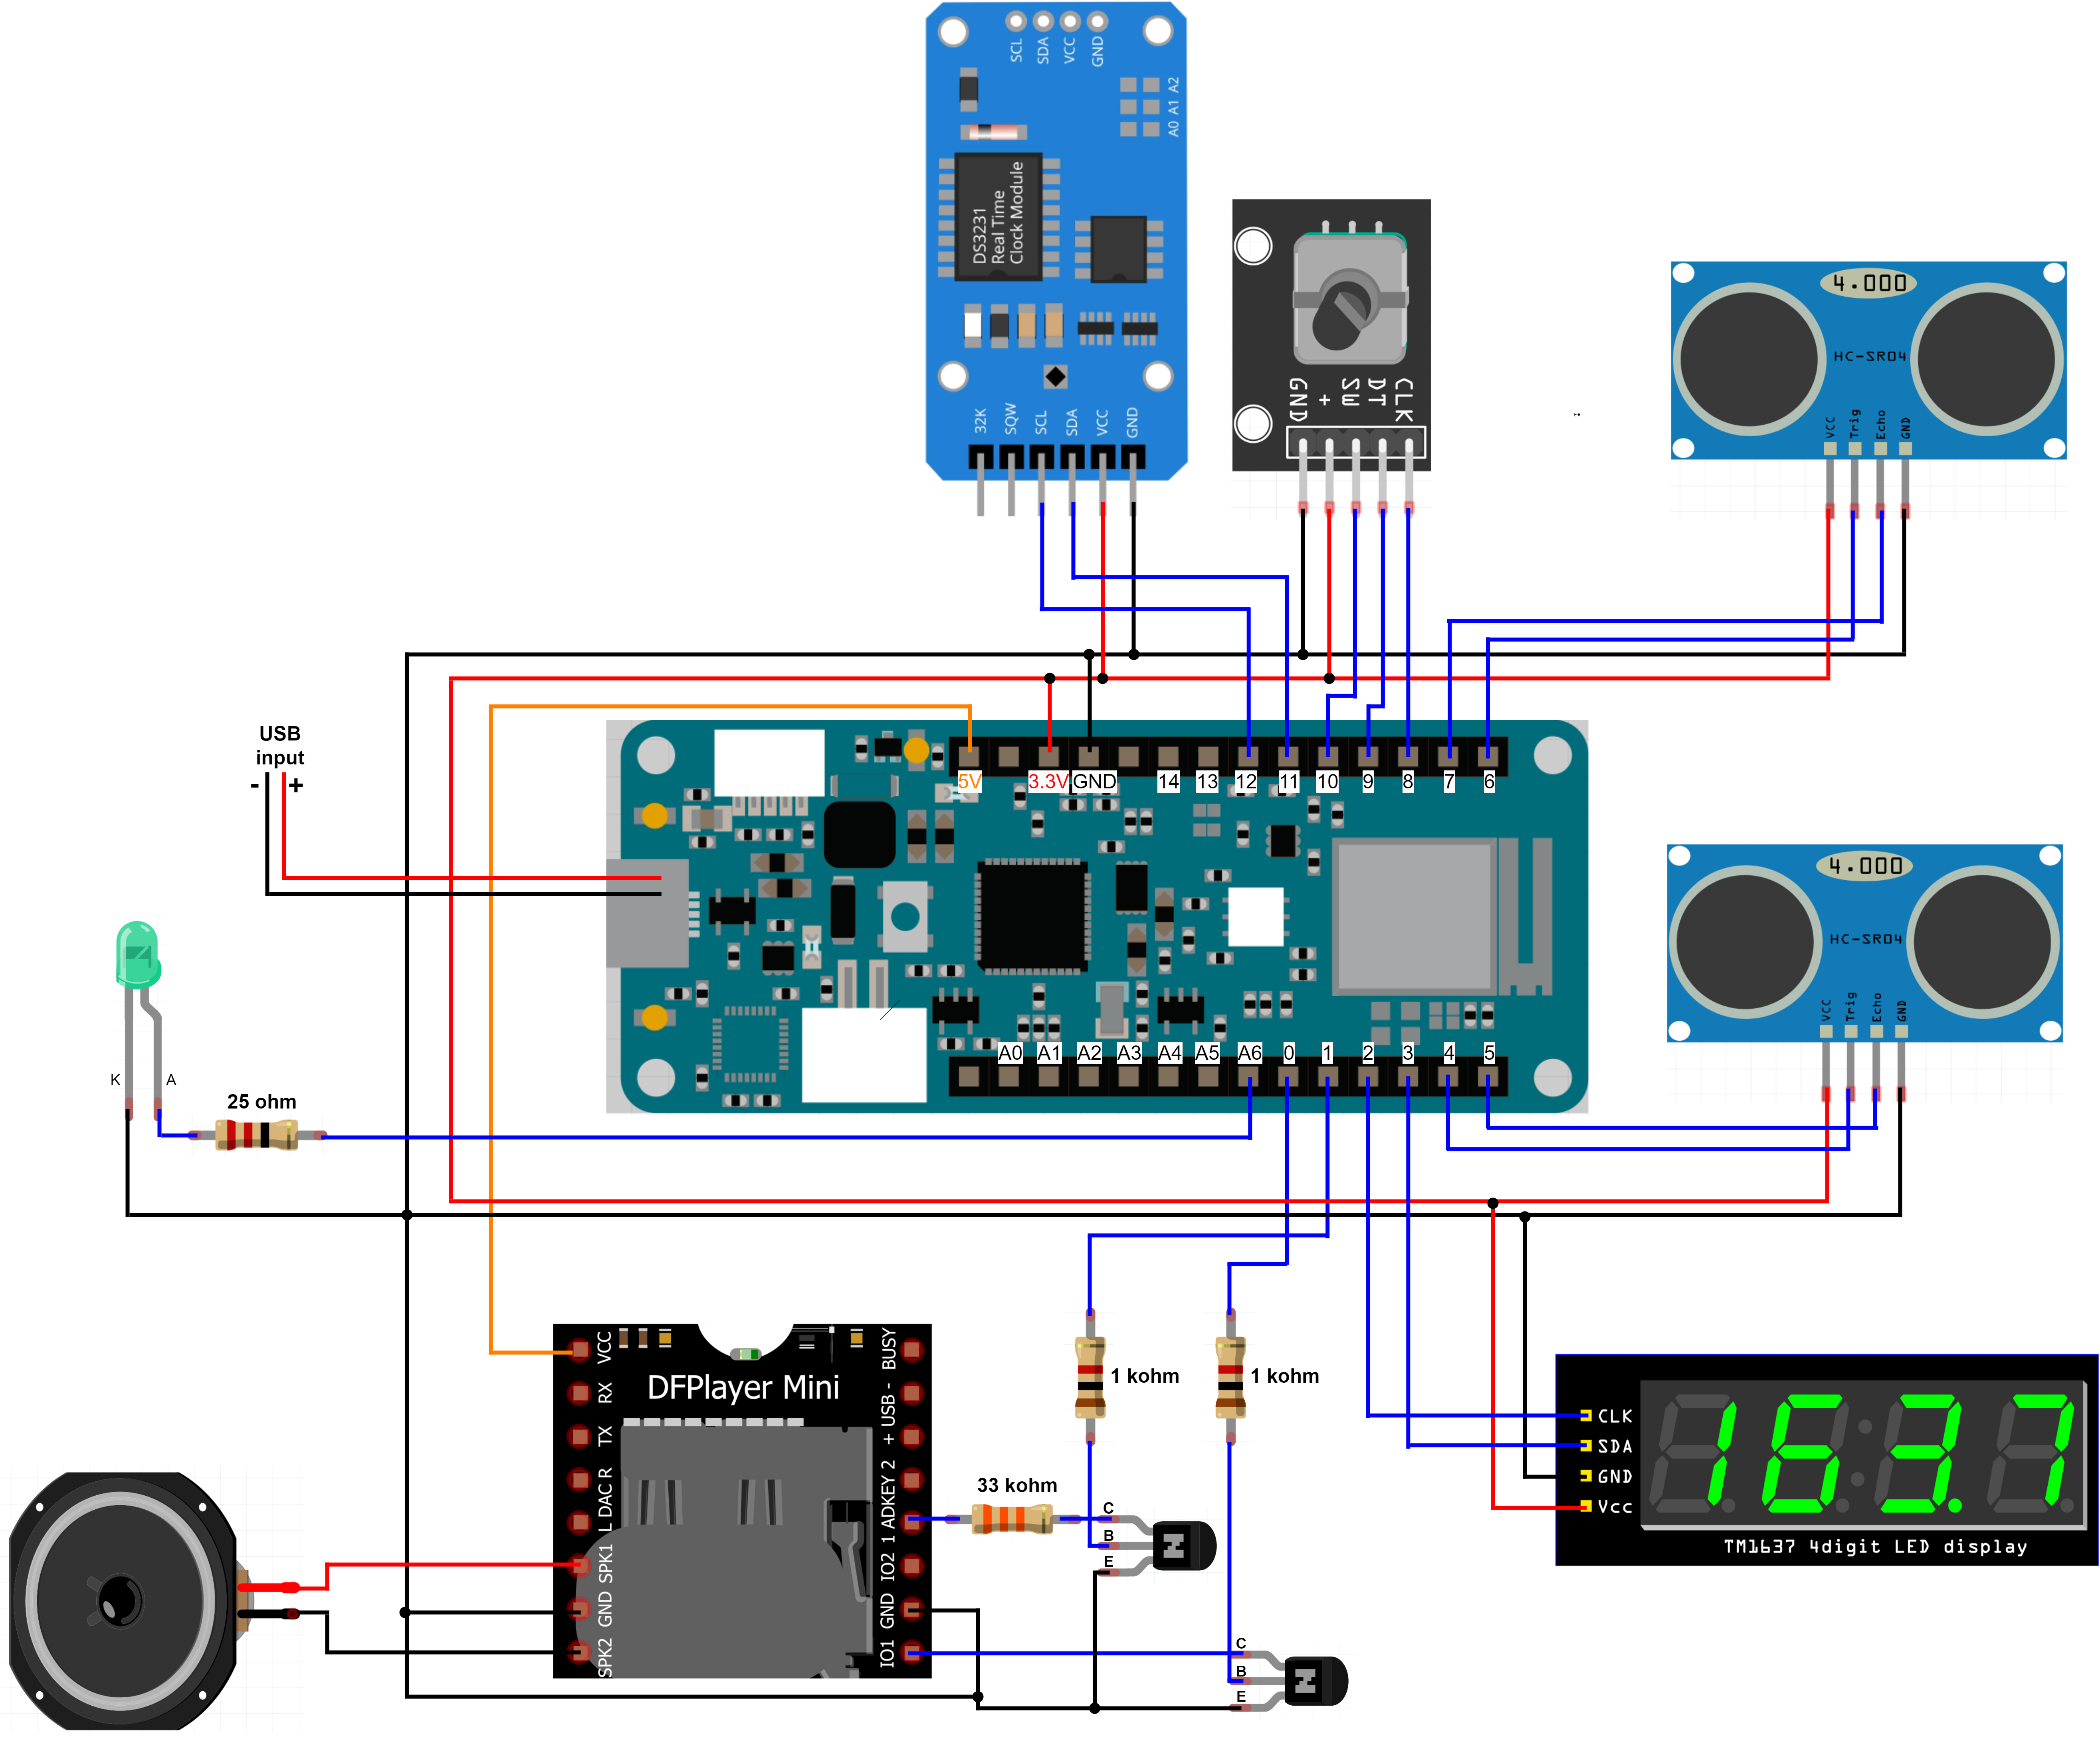 SCL SDA VCC GND
A0 A1 A2
DS3231
Real Time
Clock Module
32K SQW SCL SDA VCC GND
GND + SW DT CLK
4.000
HC-SR04
VCC Trig Echo GND
USB
input
- +
5V 3.3V GND 14 13 12 11 10 9 8 7 6
4.000
HC-SR04
VCC Trig Echo GND
A0 A1 A2 A3 A4 A5 A6 0 1 2 3 4 5
K A
25 ohm
DFPlayer Mini
VCC RX TX DAC R L SPK1 GND SPK2
BUSY USB - + ADKEY 2 1 IO2 GND IO1
1 kohm
1 kohm
33 kohm
C
B
E
C
B
E
CLK
SDA
GND
Vcc
16:3.7
TM1637 4digit LED display